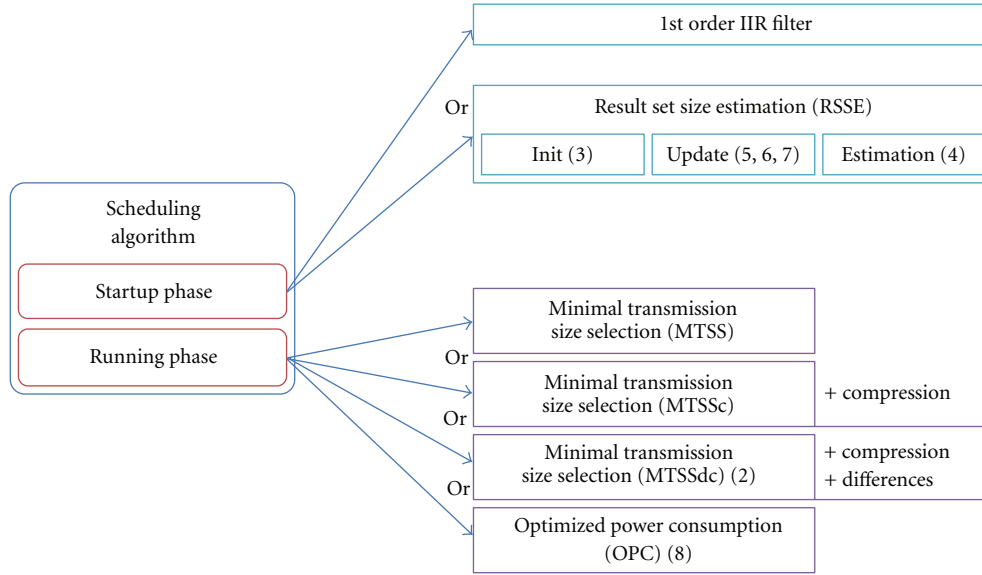 1st order IIR filter
Or
Result set size estimation (RSSE)
Init (3)
Update (5, 6, 7)
Estimation (4)
Scheduling
algorithm
Startup phase
Running phase
Minimal transmission
size selection (MTSS)
Or
Minimal transmission
size selection (MTSSc)
+ compression
Or
Minimal transmission
size selection (MTSSdc) (2)
+ compression
+ differences
Or
Optimized power consumption
(OPC) (8)